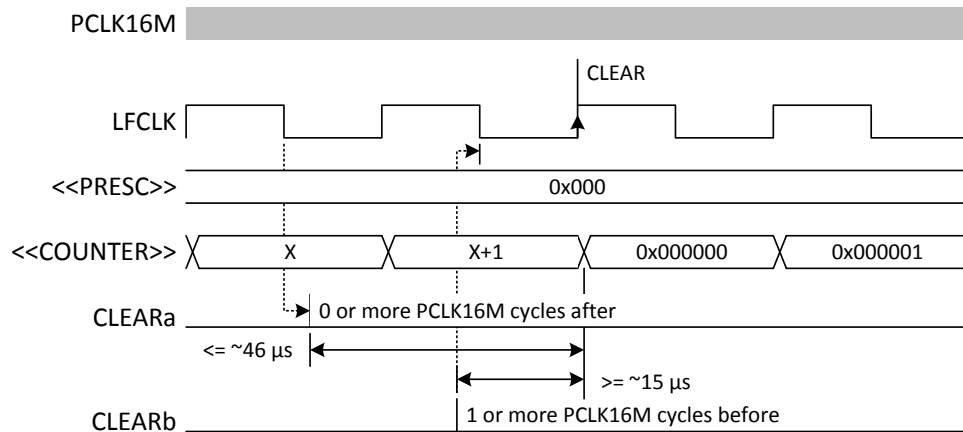 PCLK16M
CLEAR
LFCLK
<<PRESC>> 0x000
<<COUNTER>> X X+1 0x000000 0x000001
CLEARa 0 or more PCLK16M cycles after
<= ~46 µs
>= ~15 µs
CLEARb 1 or more PCLK16M cycles before